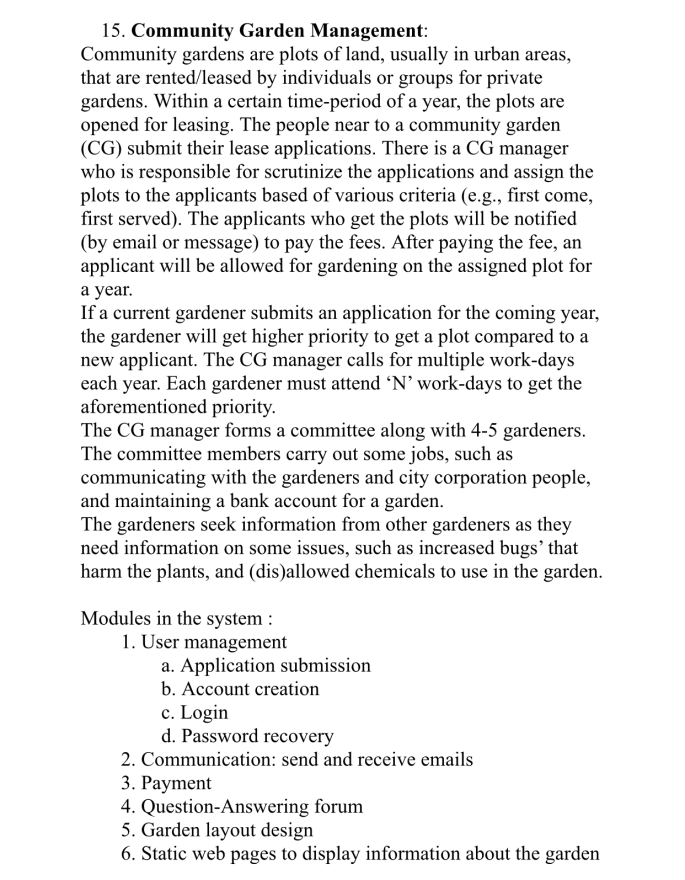 15. Community Garden Management:
Community gardens are plots of land, usually in urban areas,
that are rented/leased by individuals or groups for private
gardens. Within a certain time-period of a year, the plots are
opened for leasing. The people near to a community garden
(CG) submit their lease applications. There is a CG manager
who is responsible for scrutinize the applications and assign the
plots to the applicants based of various criteria (e.g., first come,
first served). The applicants who get the plots will be notified
(by email or message) to pay the fees. After paying the fee, an
applicant will be allowed for gardening on the assigned plot for
a year.
If a current gardener submits an application for the coming year,
the gardener will get higher priority to get a plot compared to a
new applicant. The CG manager calls for multiple work-days
each year. Each gardener must attend ‘N’ work-days to get the
aforementioned priority.
The CG manager forms a committee along with 4-5 gardeners.
The committee members carry out some jobs, such as
communicating with the gardeners and city corporation people,
and maintaining a bank account for a garden.
The gardeners seek information from other gardeners as they
need information on some issues, such as increased bugs’ that
harm the plants, and (dis)allowed chemicals to use in the garden.
Modules in the system :
1. User management
a. Application submission
b. Account creation
c. Login
d. Password recovery
2. Communication: send and receive emails
3. Payment
4. Question-Answering forum
5. Garden layout design
6. Static web pages to display information about the garden